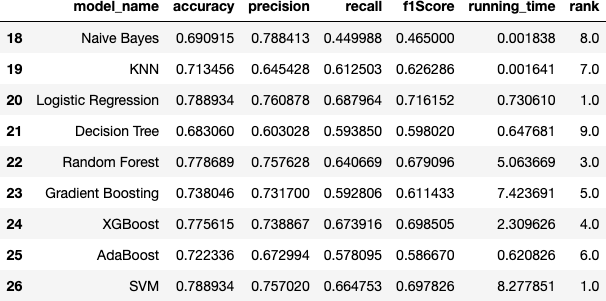 model_name accuracy precision recall f1Score running_time rank
18 Naive Bayes 0.690915 0.788413 0.449988 0.465000 0.001838 8.0
19 KNN 0.713456 0.645428 0.612503 0.626286 0.001641 7.0
20 Logistic Regression 0.788934 0.760878 0.687964 0.716152 0.730610 1.0
21 Decision Tree 0.683060 0.603028 0.593850 0.598020 0.647681 9.0
22 Random Forest 0.778689 0.757628 0.640669 0.679096 5.063669 3.0
23 Gradient Boosting 0.738046 0.731700 0.592806 0.611433 7.423691 5.0
24 XGBoost 0.775615 0.738867 0.673916 0.698505 2.309626 4.0
25 AdaBoost 0.722336 0.672994 0.578095 0.586670 0.620826 6.0
26 SVM 0.788934 0.757020 0.664753 0.697826 8.277851 1.0